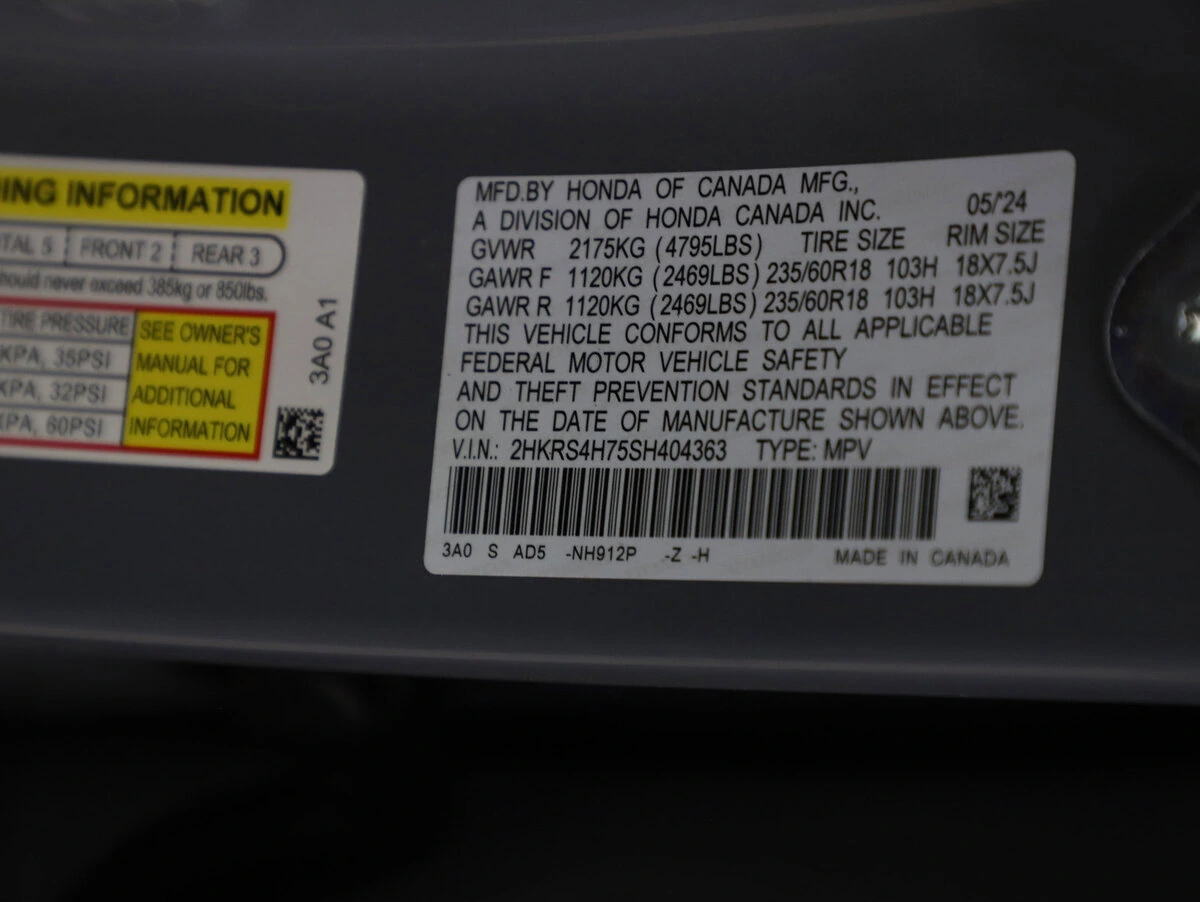 ING INFORMATION
TAL 5 FRONT 2 REAR 3
hould never exceed 385kg or 850lbs.
TIRE PRESSURE
KPA, 35PSI
KPA, 32PSI
KPA, 60PSI
SEE OWNER'S
MANUAL FOR
ADDITIONAL
INFORMATION
3A0 A1
MFD.BY HONDA OF CANADA MFG.,
A DIVISION OF HONDA CANADA INC. 05/'24
GVWR 2175KG (4795LBS) TIRE SIZE RIM SIZE
GAWR F 1120KG (2469LBS) 235/60R18 103H 18X7.5J
GAWR R 1120KG (2469LBS) 235/60R18 103H 18X7.5J
THIS VEHICLE CONFORMS TO ALL APPLICABLE
FEDERAL MOTOR VEHICLE SAFETY
AND THEFT PREVENTION STANDARDS IN EFFECT
ON THE DATE OF MANUFACTURE SHOWN ABOVE.
V.I.N.: 2HKRS4H75SH404363 TYPE: MPV
3A0 S AD5 -NH912P -Z -H MADE IN CANADA